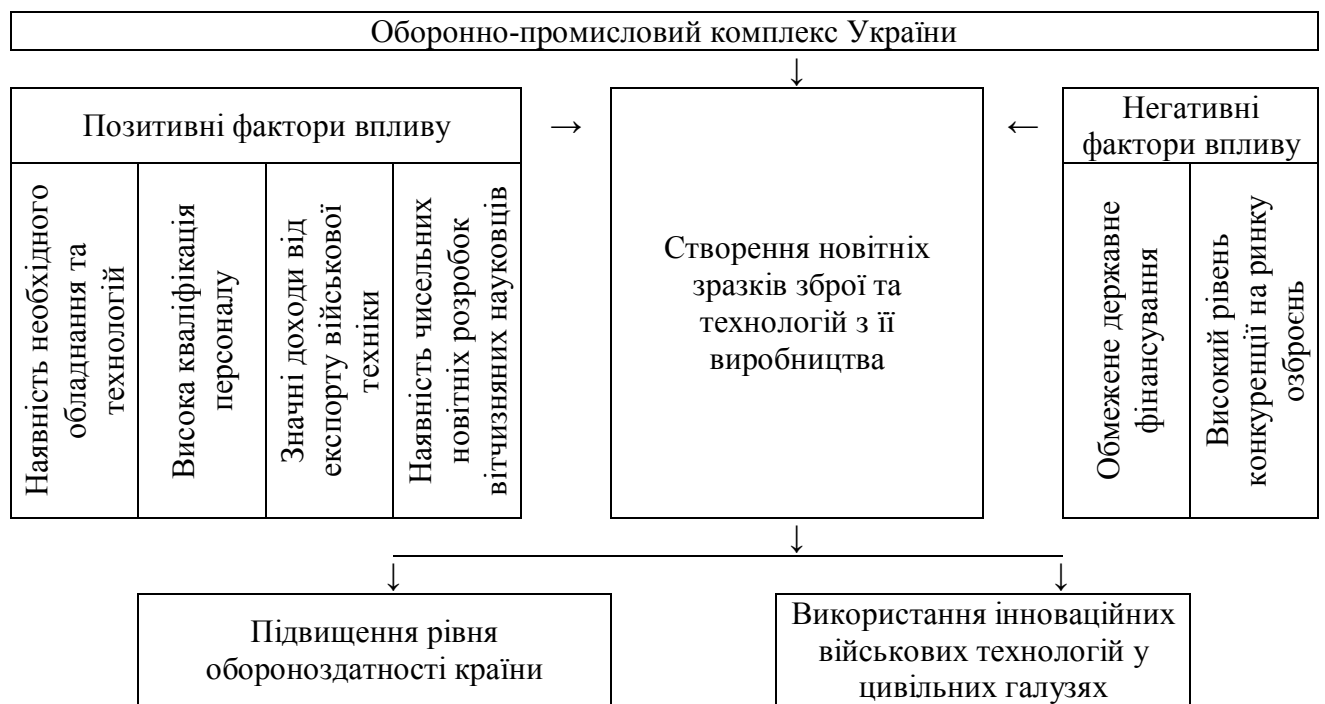 Оборонно-промисловий комплекс України
↓
Позитивні фактори впливу
→
←
Негативні
фактори впливу
Наявність необхідного
обладнання та
технологій
Висока кваліфікація
персоналу
Значні доходи від
експорту військової
техніки
Наявність чисельних
новітніх розробок
вітчизняних науковців
Створення новітніх
зразків зброї та
технологій з її
виробництва
Обмежене державне
фінансування
Високий рівень
конкуренції на ринку
озброєнь
↓
↓
↓
Підвищення рівня
обороноздатності країни
Використання інноваційних
військових технологій у
цивільних галузях